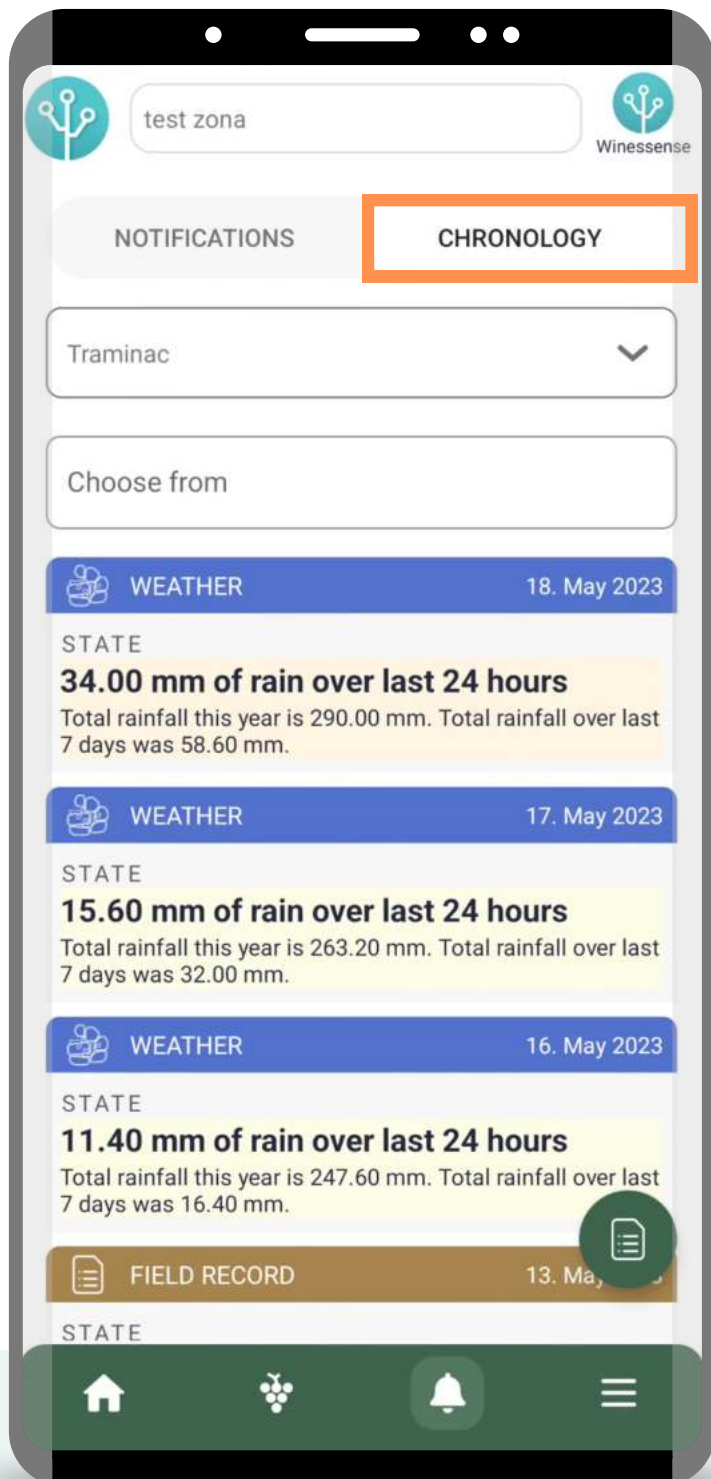 test zona
Winessense
NOTIFICATIONS
CHRONOLOGY
Traminac
Choose from
WEATHER
18. May 2023
STATE
34.00 mm of rain over last 24 hours
Total rainfall this year is 290.00 mm. Total rainfall over last
7 days was 58.60 mm.
WEATHER
17. May 2023
STATE
15.60 mm of rain over last 24 hours
Total rainfall this year is 263.20 mm. Total rainfall over last
7 days was 32.00 mm.
WEATHER
16. May 2023
STATE
11.40 mm of rain over last 24 hours
Total rainfall this year is 247.60 mm. Total rainfall over last
7 days was 16.40 mm.
FIELD RECORD
13. May
STATE